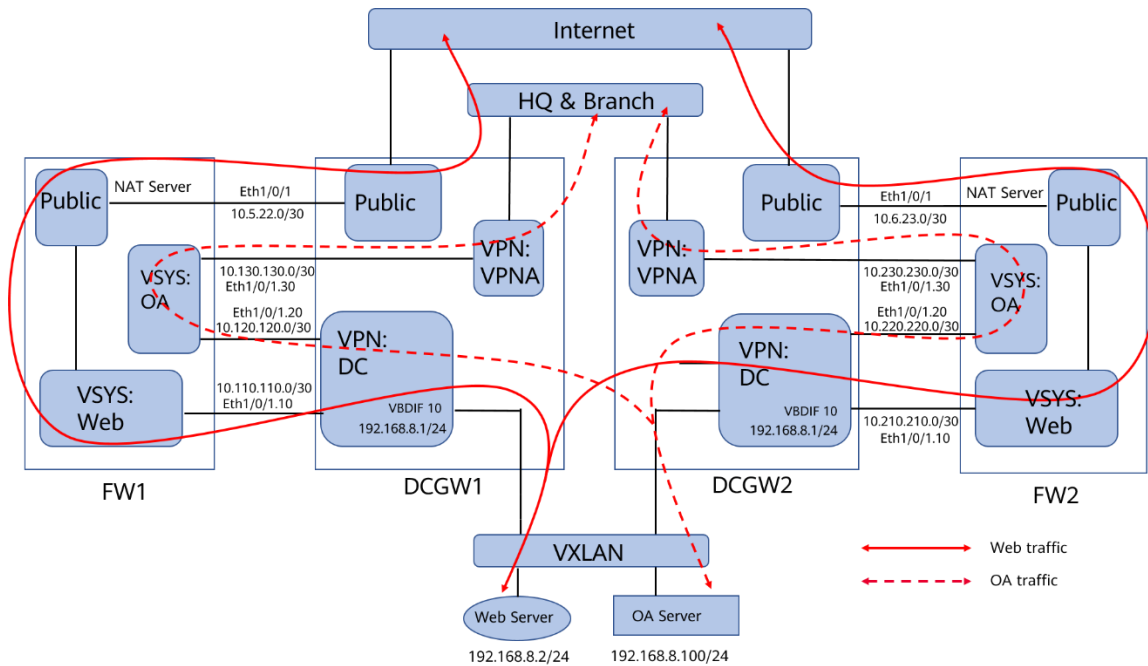 Internet
HQ & Branch
Public
NAT Server
Eth1/0/1
10.5.22.0/30
Public
Public
Eth1/0/1
10.6.23.0/30
NAT Server
Public
VSYS:
OA
10.130.130.0/30
Eth1/0/1.30
VPN:
VPNA
VPN:
VPNA
10.230.230.0/30
Eth1/0/1.30
VSYS:
OA
Eth1/0/1.20
10.120.120.0/30
VPN:
DC
VPN:
DC
Eth1/0/1.20
10.220.220.0/30
VSYS:
Web
10.110.110.0/30
Eth1/0/1.10
VBDIF 10
192.168.8.1/24
VBDIF 10
192.168.8.1/24
10.210.210.0/30
Eth1/0/1.10
VSYS:
Web
FW1
DCGW1
DCGW2
FW2
VXLAN
Web traffic
OA traffic
Web Server
OA Server
192.168.8.2/24
192.168.8.100/24